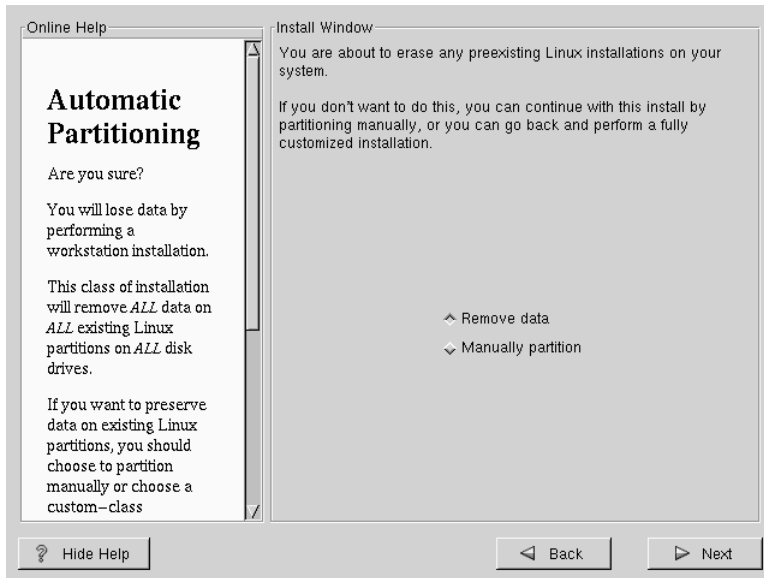 Online Help
Automatic
Partitioning
Are you sure?
You will lose data by
performing a
workstation installation.
This class of installation
will remove ALL data on
ALL existing Linux
partitions on ALL disk
drives.
If you want to preserve
data on existing Linux
partitions, you should
choose to partition
manually or choose a
custom-class
Install Window
You are about to erase any preexisting Linux installations on your
system.
If you don't want to do this, you can continue with this install by
partitioning manually, or you can go back and perform a fully
customized installation.
Remove data
Manually partition
Hide Help
Back
Next